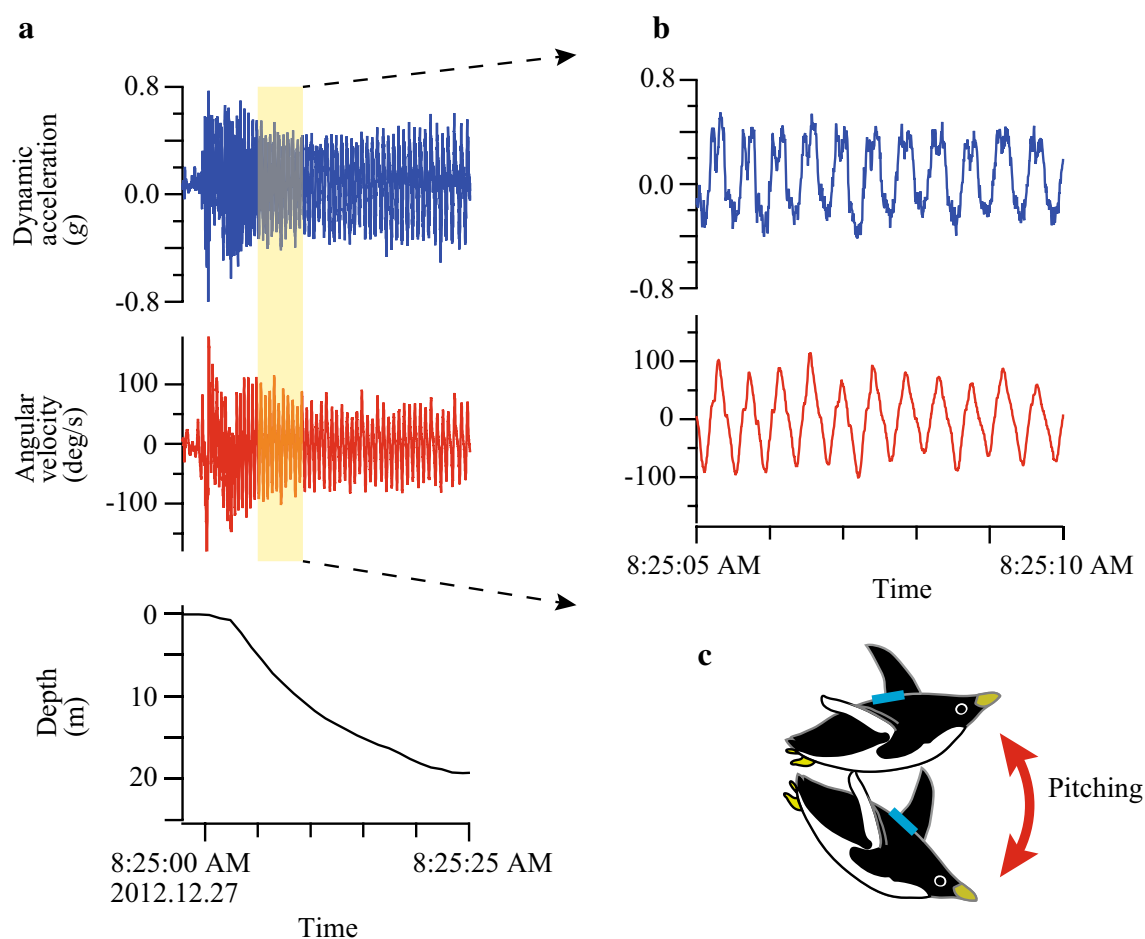 a
0.8
0.0
-0.8
Dynamic
acceleration
(g)
100
0
-100
Angular
velocity
(deg/s)
0
10
20
Depth
(m)
8:25:00 AM
8:25:25 AM
2012.12.27
Time
b
0.8
0.0
-0.8
100
0
-100
8:25:05 AM
8:25:10 AM
Time
c
Pitching